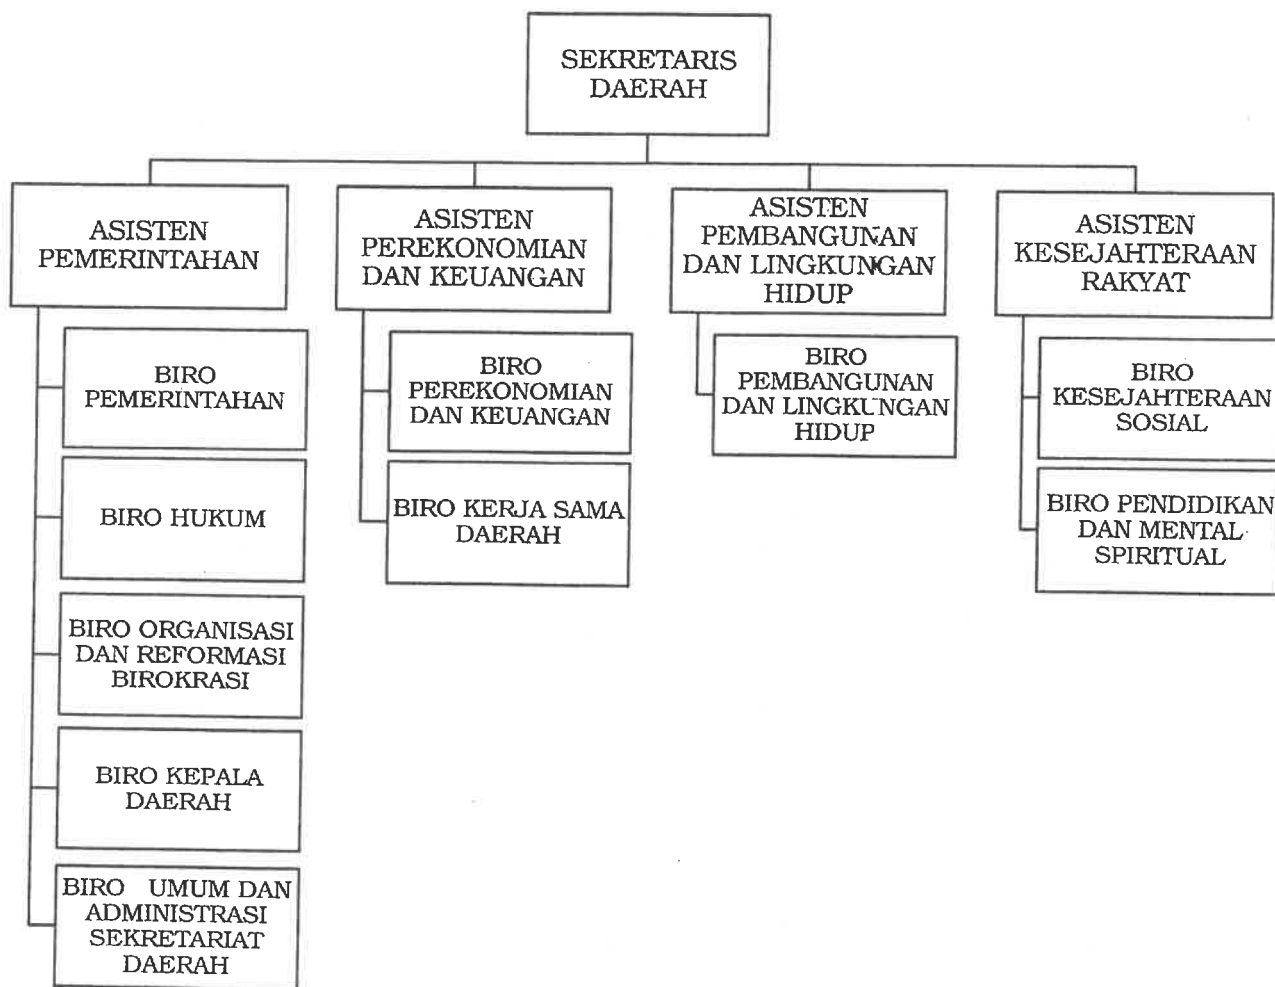 SEKRETARIS
DAERAH
ASISTEN
PEMERINTAHAN
ASISTEN
PEREKONOMIAN
DAN KEUANGAN
ASISTEN
PEMBANGUNAN
DAN LINGKUNGAN
HIDUP
ASISTEN
KESEJAHTERAAN
RAKYAT
BIRO
PEMERINTAHAN
BIRO HUKUM
BIRO ORGANISASI
DAN REFORMASI
BIROKRASI
BIRO KEPALA
DAERAH
BIRO UMUM DAN
ADMINISTRASI
SEKRETARIAT
DAERAH
BIRO
PEREKONOMIAN
DAN KEUANGAN
BIRO KERJA SAMA
DAERAH
BIRO
PEMBANGUNAN
DAN LINGKUNGAN
HIDUP
BIRO
KESEJAHTERAAN
SOSIAL
BIRO PENDIDIKAN
DAN MENTAL
SPIRITUAL